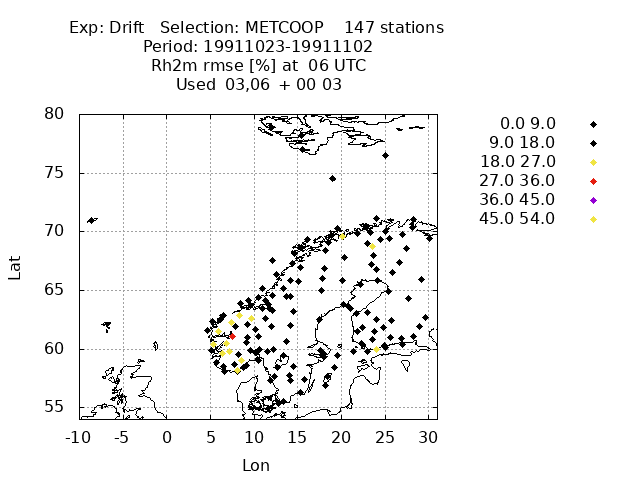 Exp: Drift   Selection: METCOOP    147 stations
Period: 19911023-19911102
Rh2m rmse [%] at  06 UTC
Used  03,06  + 00 03
0.0 9.0
9.0 18.0
18.0 27.0
27.0 36.0
36.0 45.0
45.0 54.0
80
75
70
65
60
55
Lat
-10 -5 0 5 10 15 20 25 30
Lon